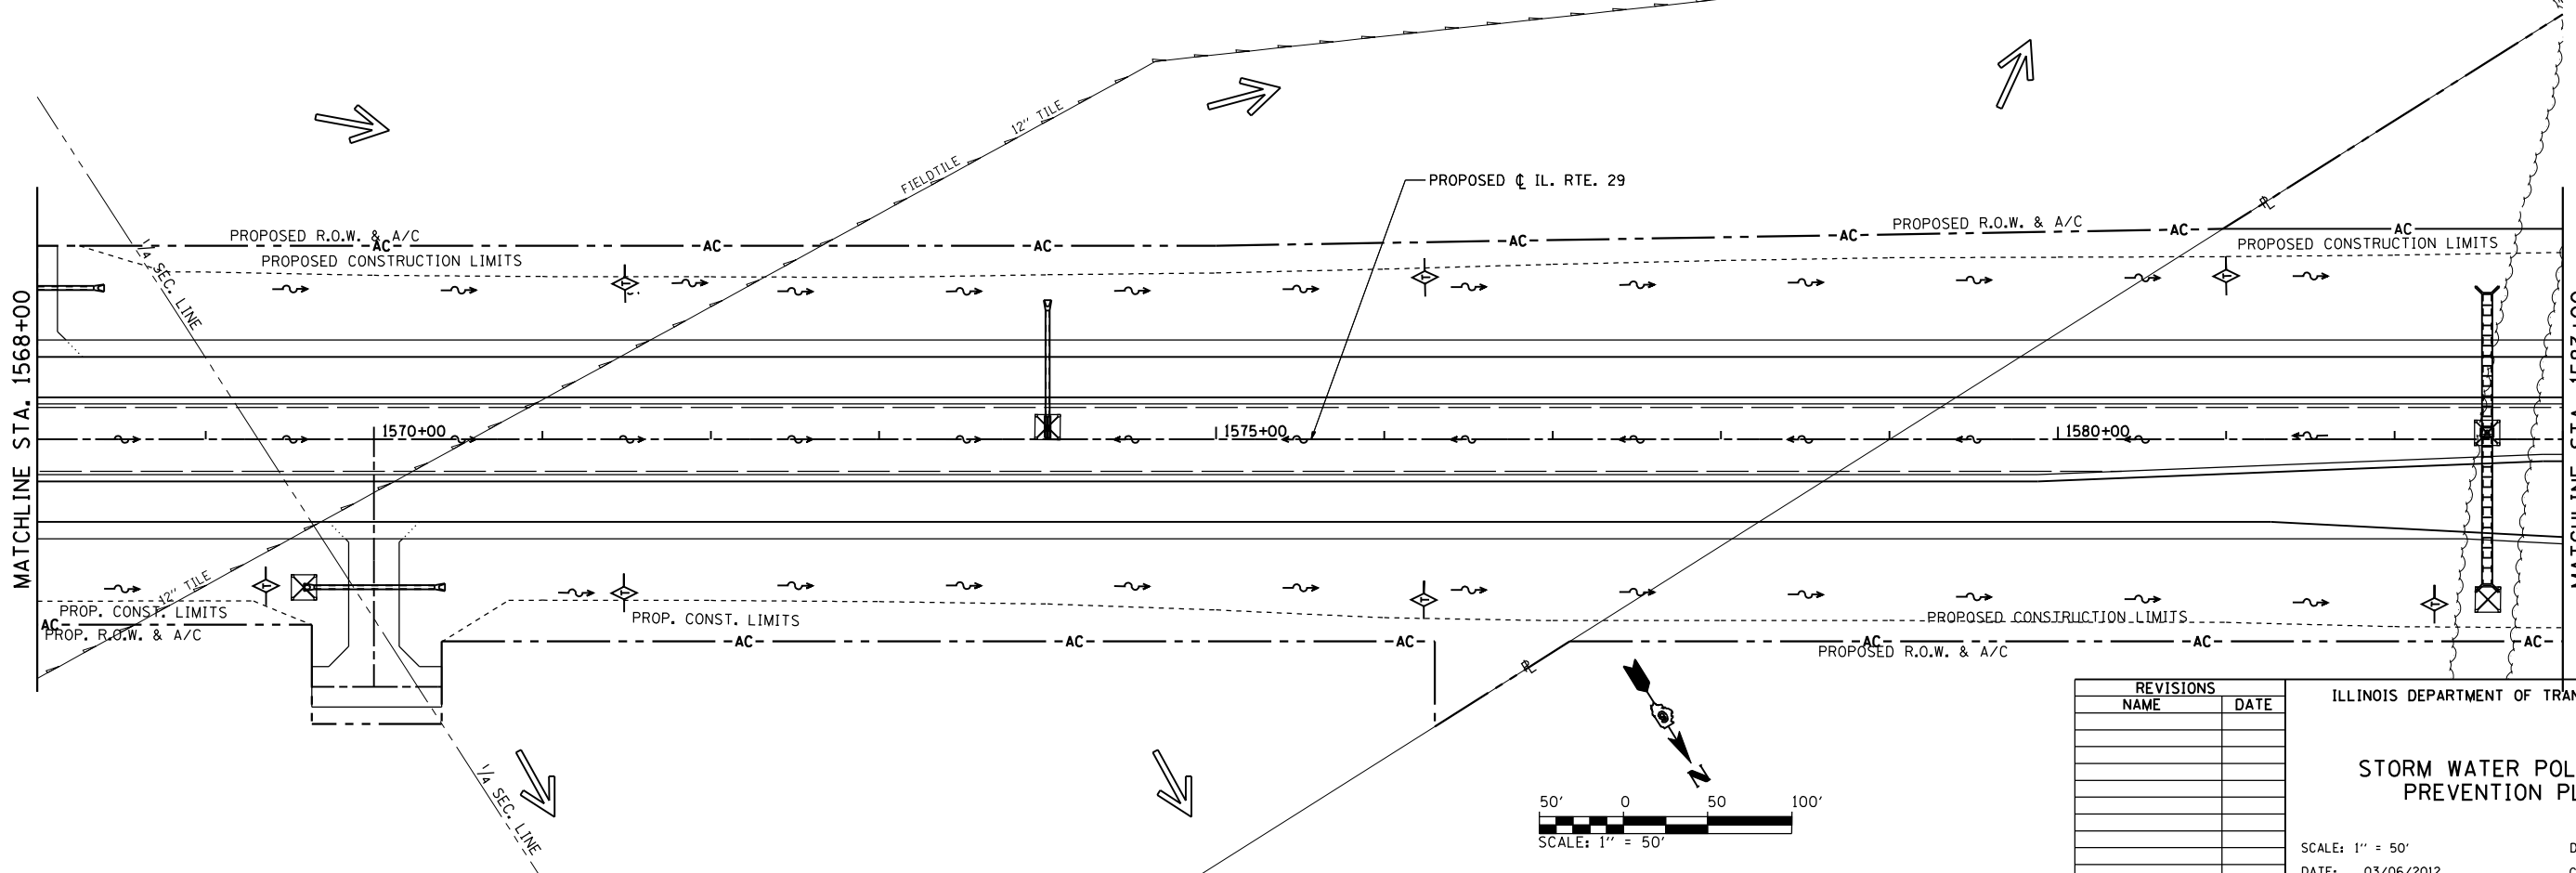 12'' TILE
FIELDTILE
PROPOSED ℄ IL. RTE. 29
PROPOSED R.O.W. & A/C
AC
AC
AC
AC
AC
PROPOSED R.O.W. & A/C
AC
AC
PROPOSED CONSTRUCTION LIMITS
PROPOSED CONSTRUCTION LIMITS
1/4 SEC. LINE
MATCHLINE STA. 1568+00
1570+00
1575+00
1580+00
12'' TILE
PROP. CONST. LIMITS
AC
PROP. R.O.W. & A/C
PROP. CONST. LIMITS
PROPOSED CONSTRUCTION LIMITS
AC
AC
AC
AC
AC
AC
PROPOSED R.O.W. & A/C
1/4 SEC. LINE
N
50' 0 50 100'
SCALE: 1'' = 50'
REVISIONS
NAME DATE
ILLINOIS DEPARTMENT OF
STORM WATER
PREVENTION
SCALE: 1'' = 50'
DATE: 03/06/2012